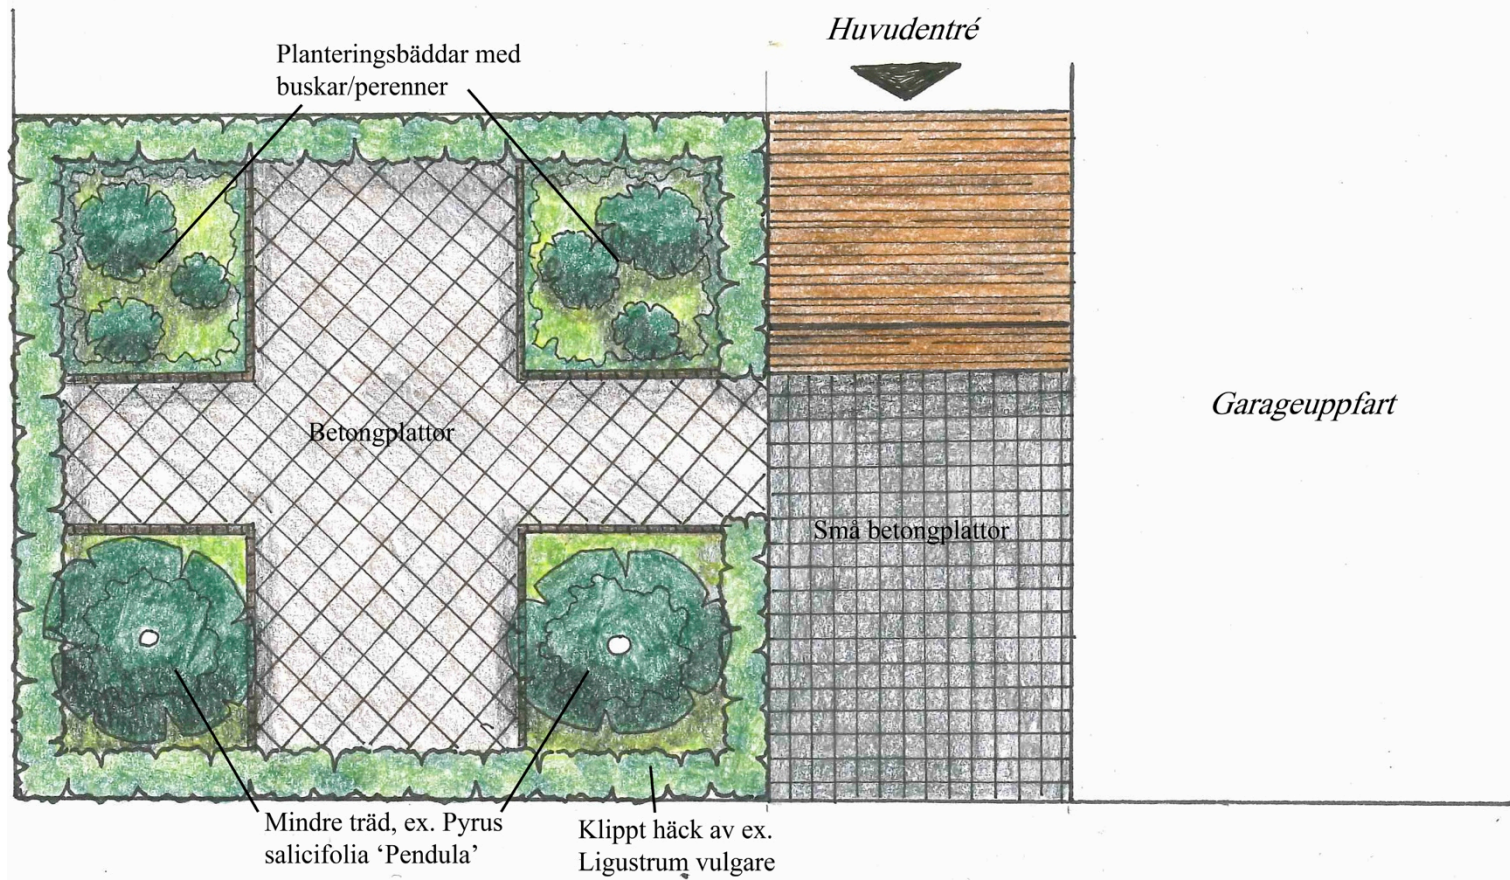 Huvudentré
Planteringsbäddar med
buskar/perenner
Garageuppfart
Betongplattor
Små betongplattor
Mindre träd, ex. Pyrus
salicifolia ‘Pendula’
Klippt häck av ex.
Ligustrum vulgare